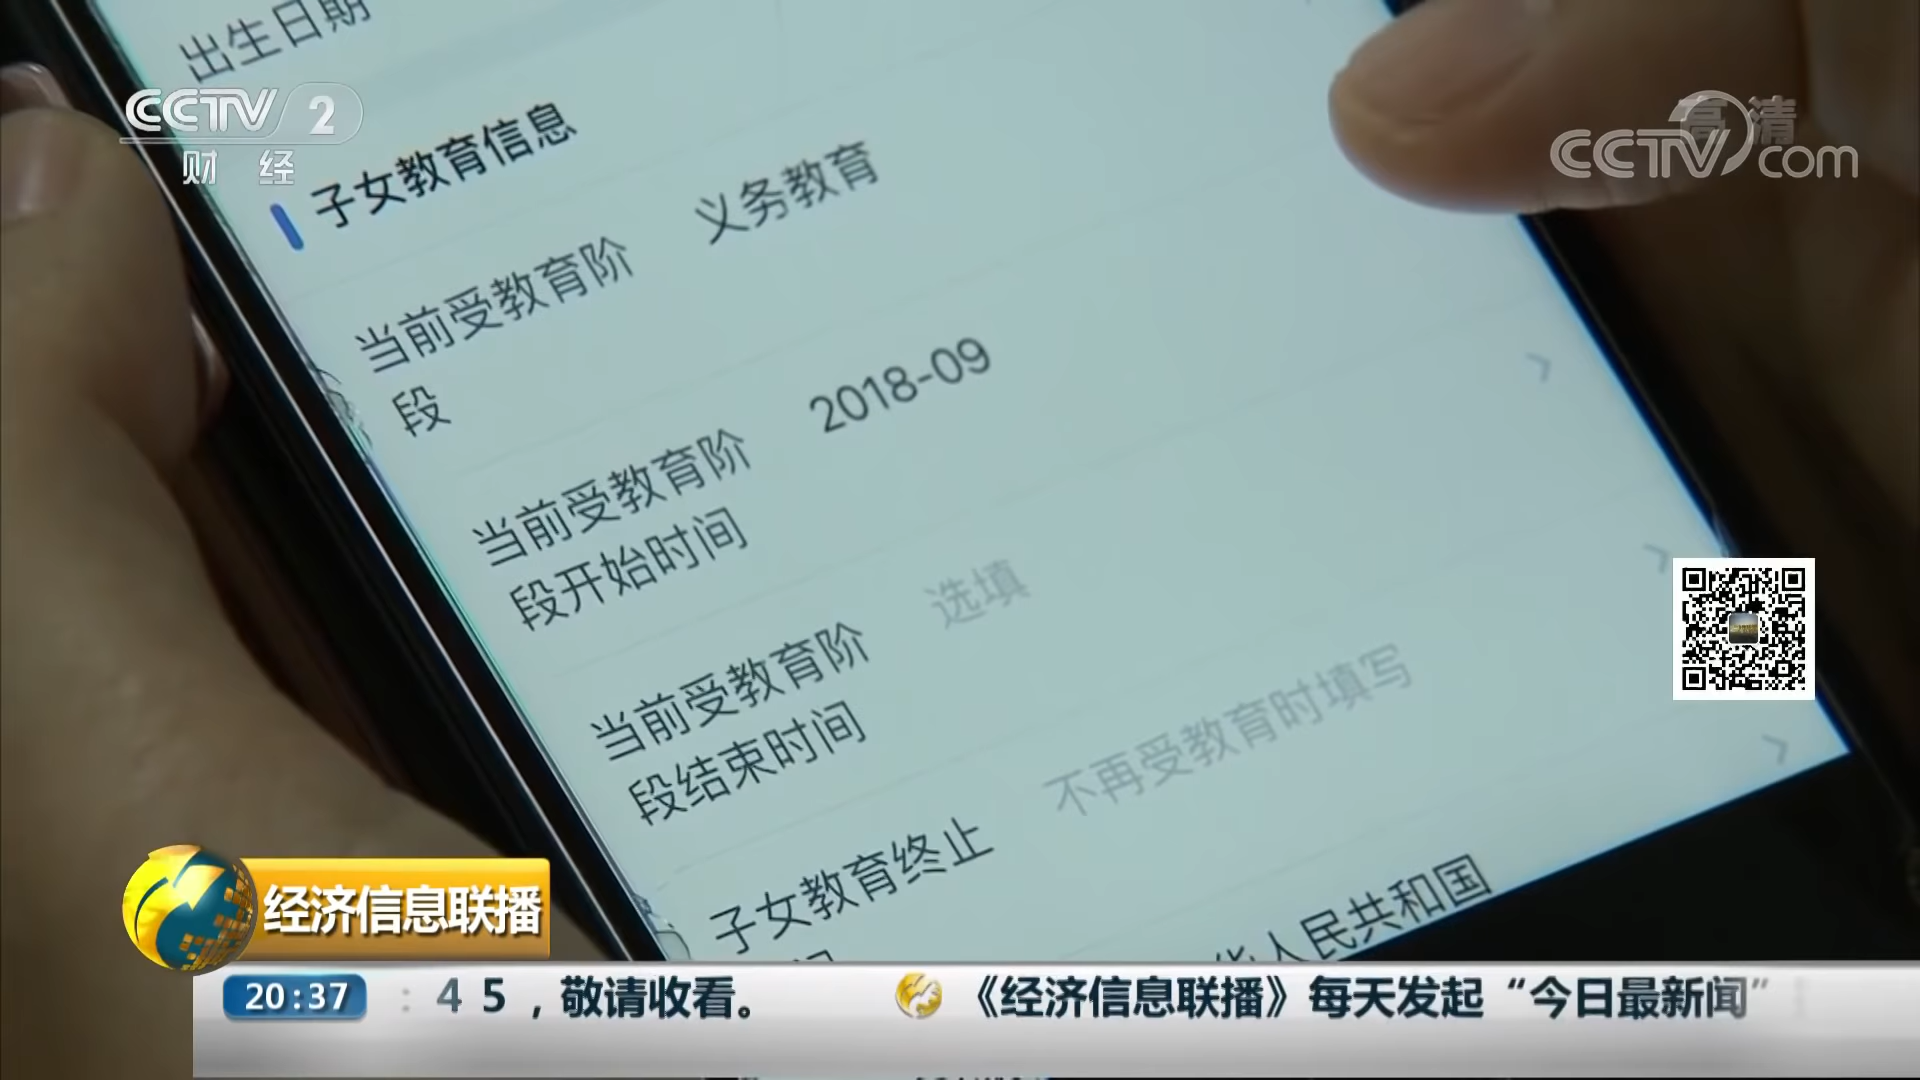 出生日期
CCTV 2
财 经
高清
CCTV com
子女教育信息
当前受教育阶段
义务教育
当前受教育阶
段开始时间
2018-09
当前受教育阶
段结束时间
选填
子女教育终止
不再受教育时填写
人民共和国
经济信息联播
20:37
: 4 5 , 敬请收看。
《经济信息联播》每天发起“今日最新闻”